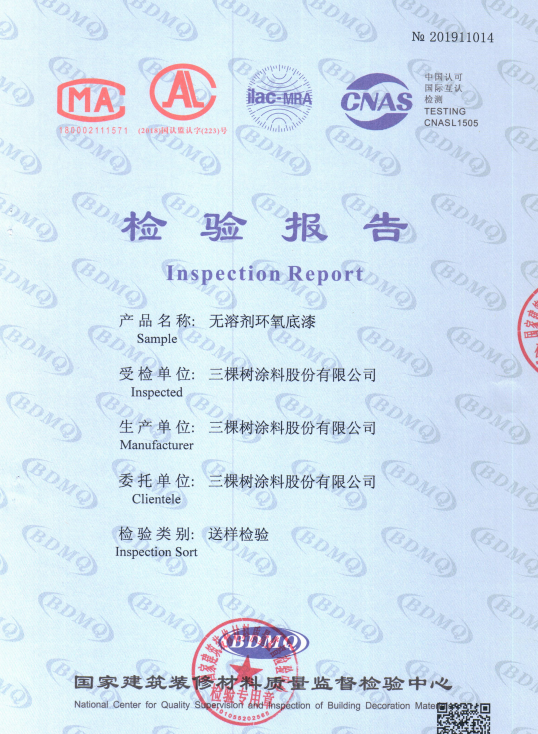 № 201911014
MA
180002111571
AL
(2018)国认监认字(223)号
ilac-MRA
CNAS
中国认可
国际互认
检测
TESTING
CNASL1505
检验报告
Inspection Report
产品名称: 无溶剂环氧底漆
Sample
受检单位: 三棵树涂料股份有限公司
Inspected
生产单位: 三棵树涂料股份有限公司
Manufacturer
委托单位: 三棵树涂料股份有限公司
Clientele
检验类别: 送样检验
Inspection Sort
BDMQ
国家建筑装修材料质量监督检验中心
检验专用章
National Center for Quality Supervision and Inspection of Building Decoration